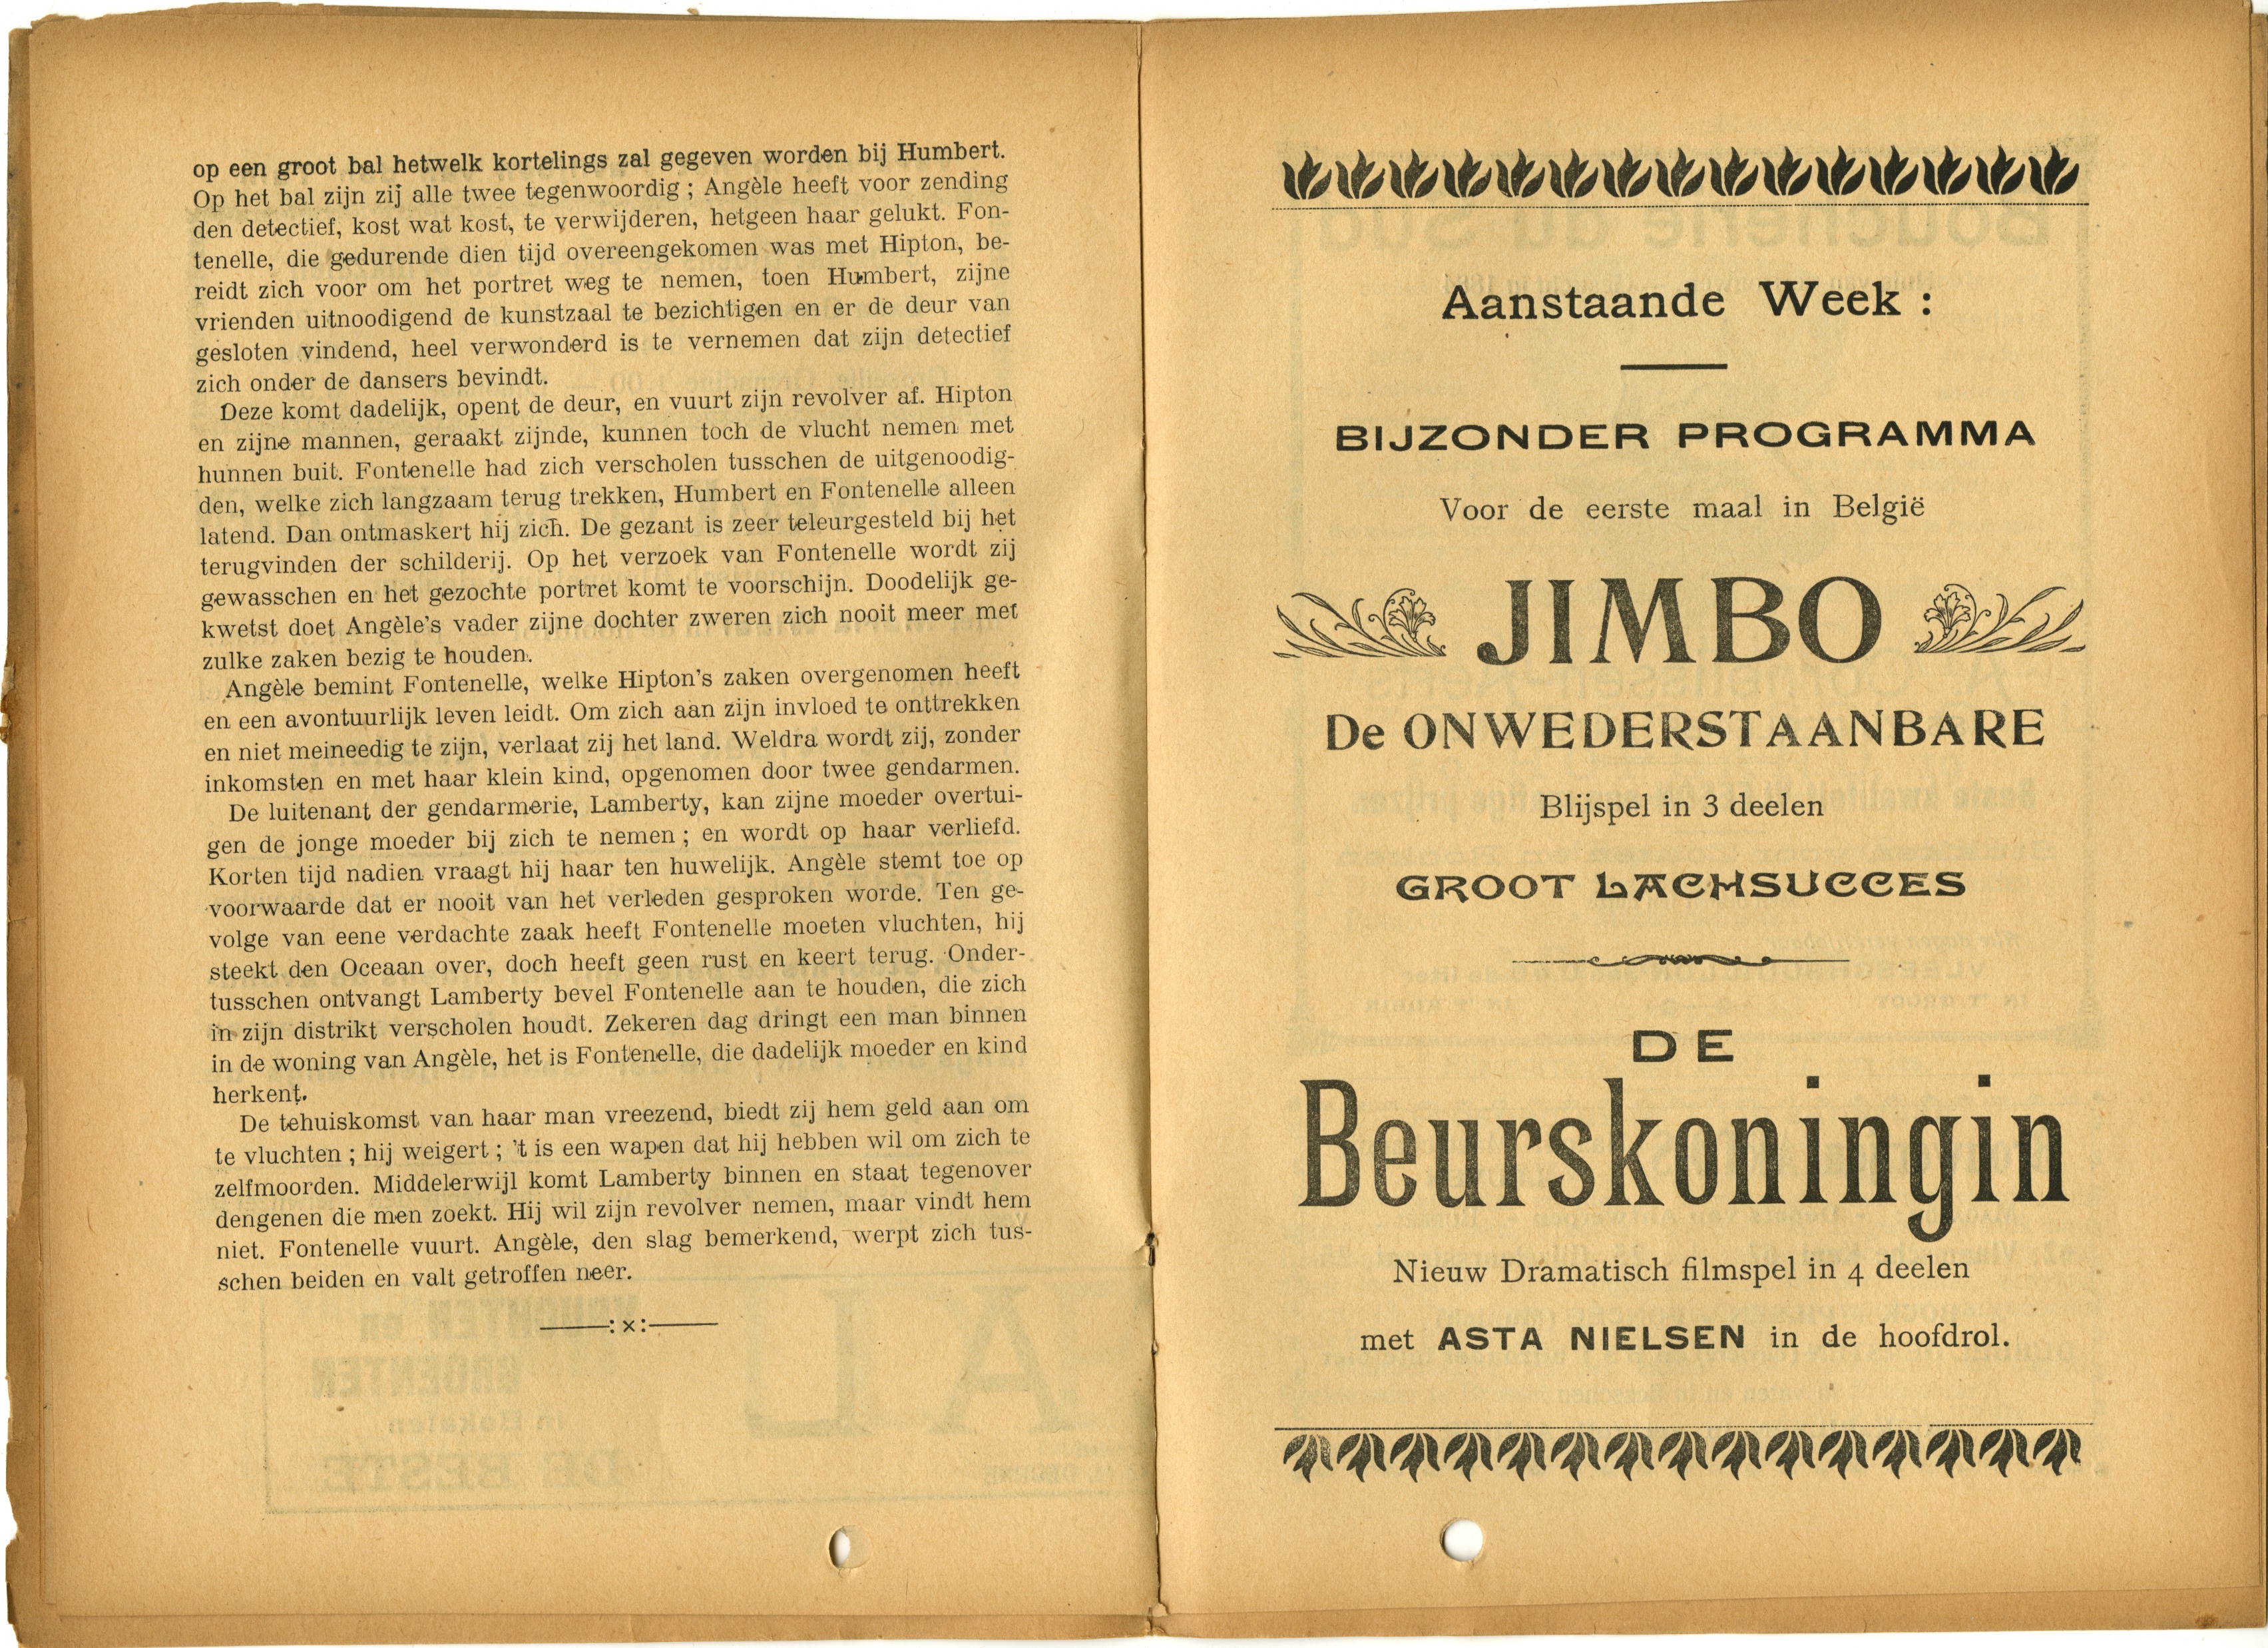 op een groot bal hetwelk kortelings zal gegeven worden bij Humbert.
Op het bal zijn zij alle twee tegenwoordig ; Angèle heeft voor zending
den detectief, kost wat kost, te verwijderen, hetgeen haar gelukt. Fon-
tenelle, die gedurende dien tijd overeengekomen was met Hipton, be-
reidt zich voor om het portret weg te nemen, toen Humbert, zijne
vrienden uitnoodigend de kunstzaal te bezichtigen en er de deur van
gesloten vindend, heel verwonderd is te vernemen dat zijn detectief
zich onder de dansers bevindt.
Deze komt dadelijk, opent de deur, en vuurt zijn revolver af. Hipton
en zijne mannen, geraakt zijnde, kunnen toch de vlucht nemen met
hunnen buit. Fontenelle had zich verscholen tusschen de uitgenoodig-
den, welke zich langzaam terug trekken, Humbert en Fontenelle alleen
latend. Dan ontmaskert hij zich. De gezant is zeer teleurgesteld bij het
terugvinden der schilderij. Op het verzoek van Fontenelle wordt zij
gewasschen en het gezochte portret komt te voorschijn. Doodelijk ge-
kwetst doet Angèle's vader zijne dochter zweren zich nooit meer met
zulke zaken bezig te houden.
Angèle bemint Fontenelle, welke Hipton's zaken overgenomen heeft
en een avontuurlijk leven leidt. Om zich aan zijn invloed te onttrekken
en niet meineedig te zijn, verlaat zij het land. Weldra wordt zij, zonder
inkomsten en met haar klein kind, opgenomen door twee gendarmen.
De luitenant der gendarmerie, Lamberty, kan zijne moeder overtui-
gen de jonge moeder bij zich te nemen ; en wordt op haar verliefd.
Korten tijd nadien vraagt hij haar ten huwelijk. Angèle stemt toe op
voorwaarde dat er nooit van het verleden gesproken worde. Ten ge-
volge van eene verdachte zaak heeft Fontenelle moeten vluchten, hij
steekt den Oceaan over, doch heeft geen rust en keert terug. Onder-
tusschen ontvangt Lamberty bevel Fontenelle aan te houden, die zich
in zijn distrikt verscholen houdt. Zekeren dag dringt een man binnen
in de woning van Angèle, het is Fontenelle, die dadelijk moeder en kind
herkent.
De tehuiskomst van haar man vreezend, biedt zij hem geld aan om
te vluchten ; hij weigert ; 't is een wapen dat hij hebben wil om zich te
zelfmoorden. Middelerwijl komt Lamberty binnen en staat tegenover
dengenen die men zoekt. Hij wil zijn revolver nemen, maar vindt hem
niet. Fontenelle vuurt. Angèle, den slag bemerkend, werpt zich tus-
schen beiden en valt getroffen neer.
Aanstaande Week :
BIJZONDER PROGRAMMA
Voor de eerste maal in België
JIMBO
De ONWEDERSTAANBARE
Blijspel in 3 deelen
GROOT LACHSUCCES
DE
Beurskoningin
Nieuw Dramatisch filmspel in 4 deelen
met ASTA NIELSEN in de hoofdrol.